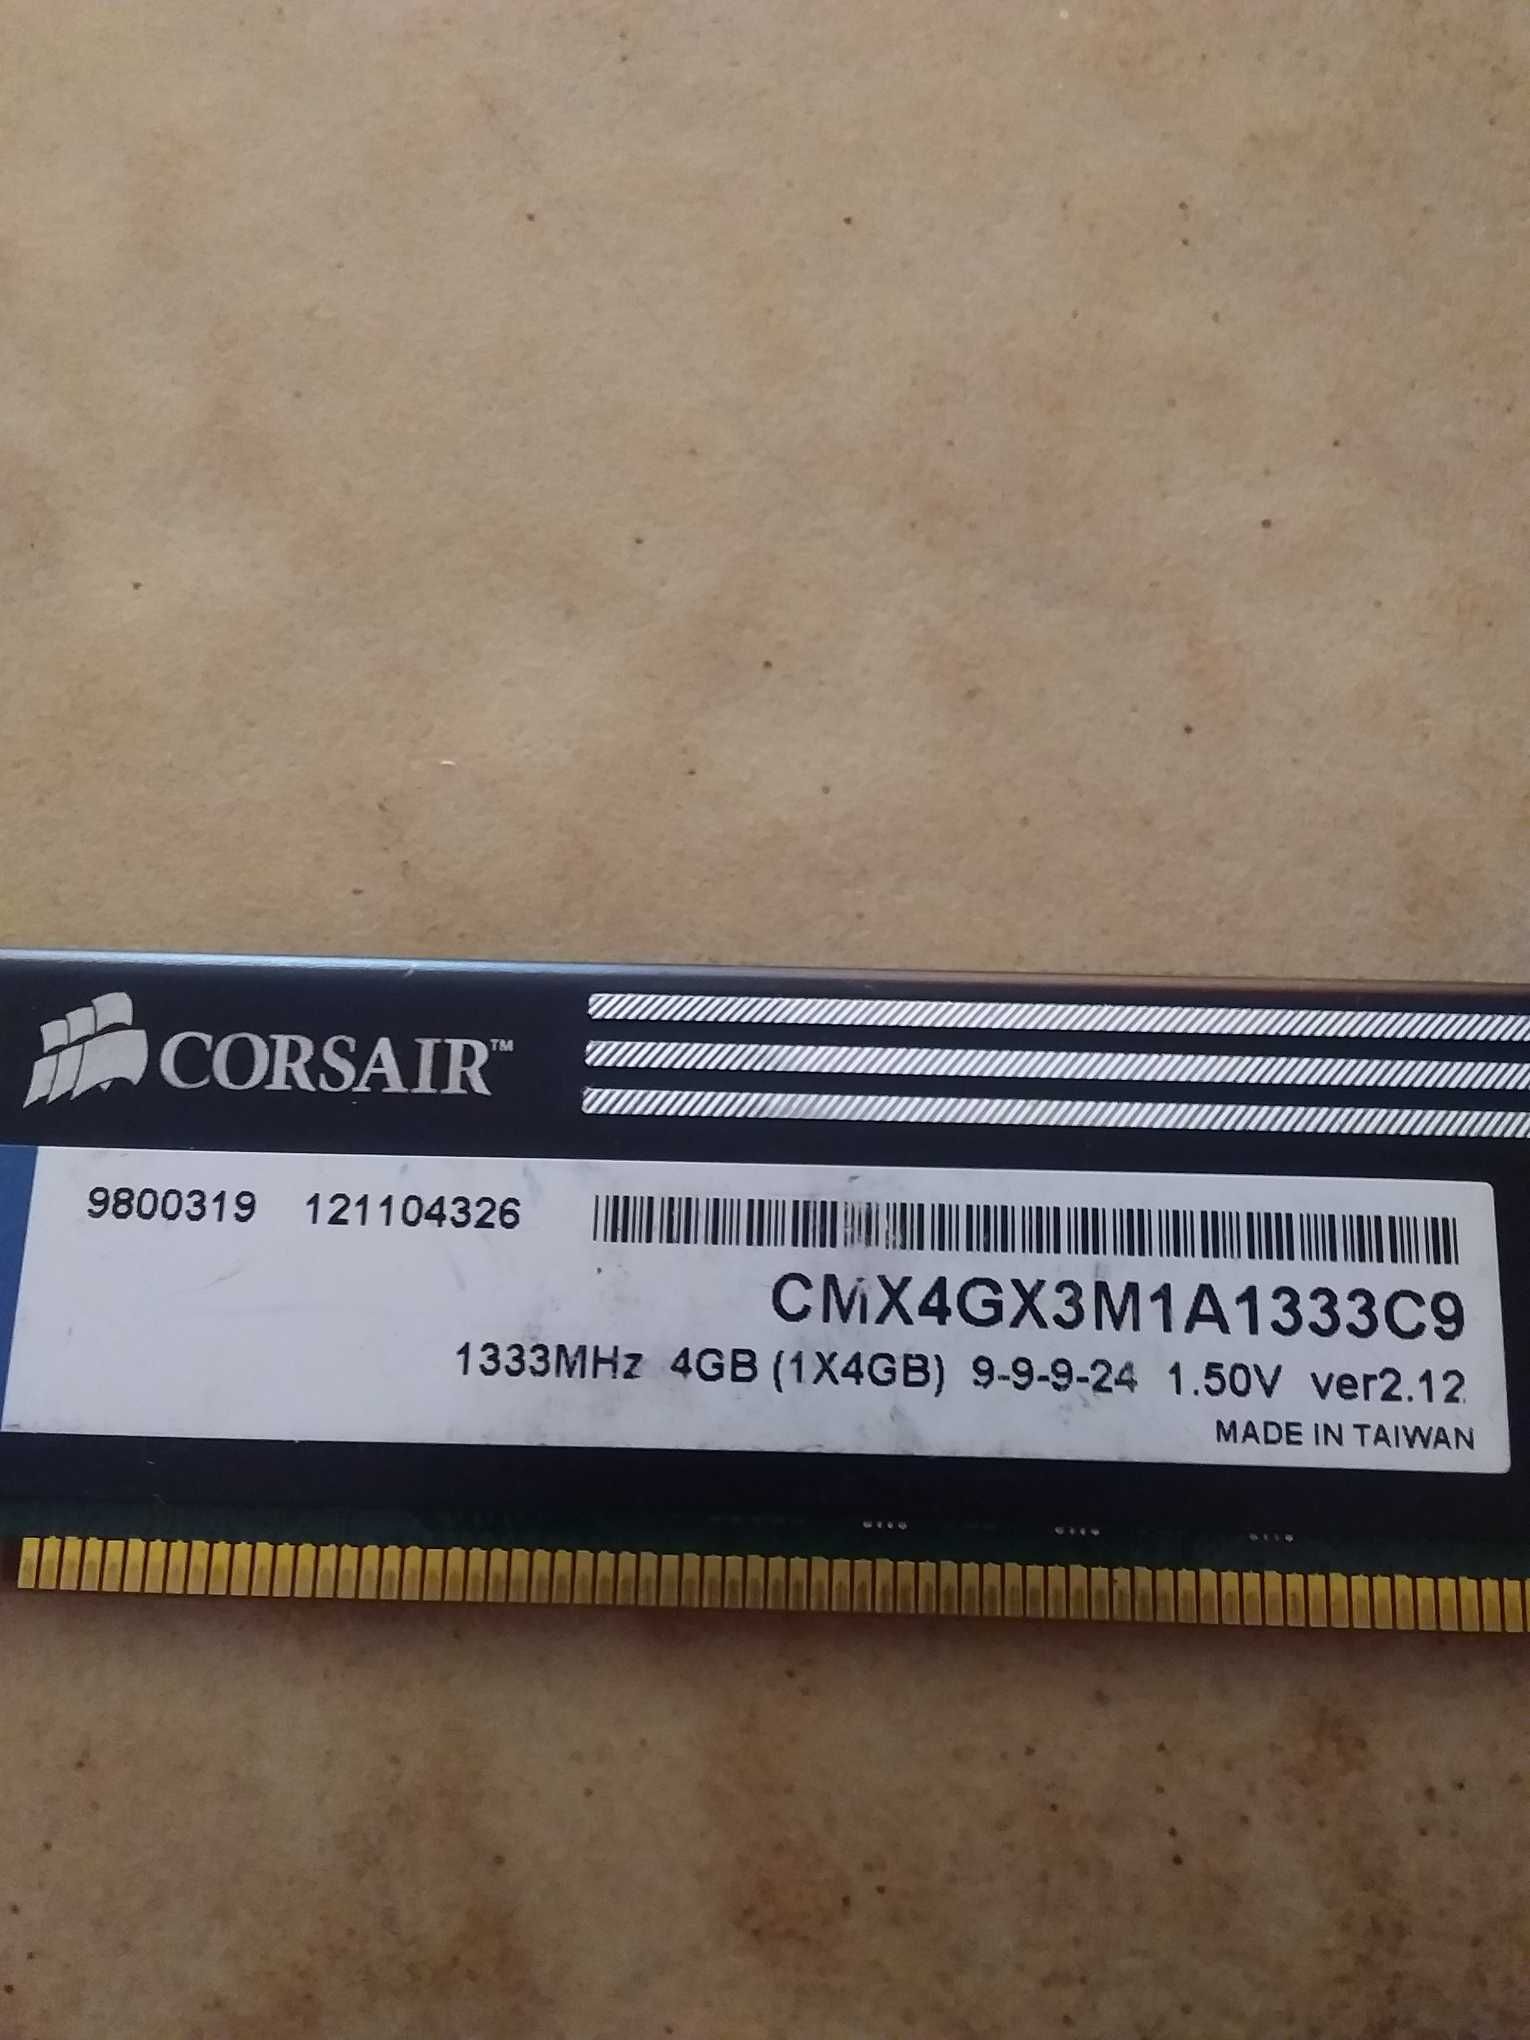 CORSAIR™
9800319 121104326
CMX4GX3M1A1333C9
1333MHz 4GB (1X4GB) 9-9-9-24 1.50V ver2.12
MADE IN TAIWAN